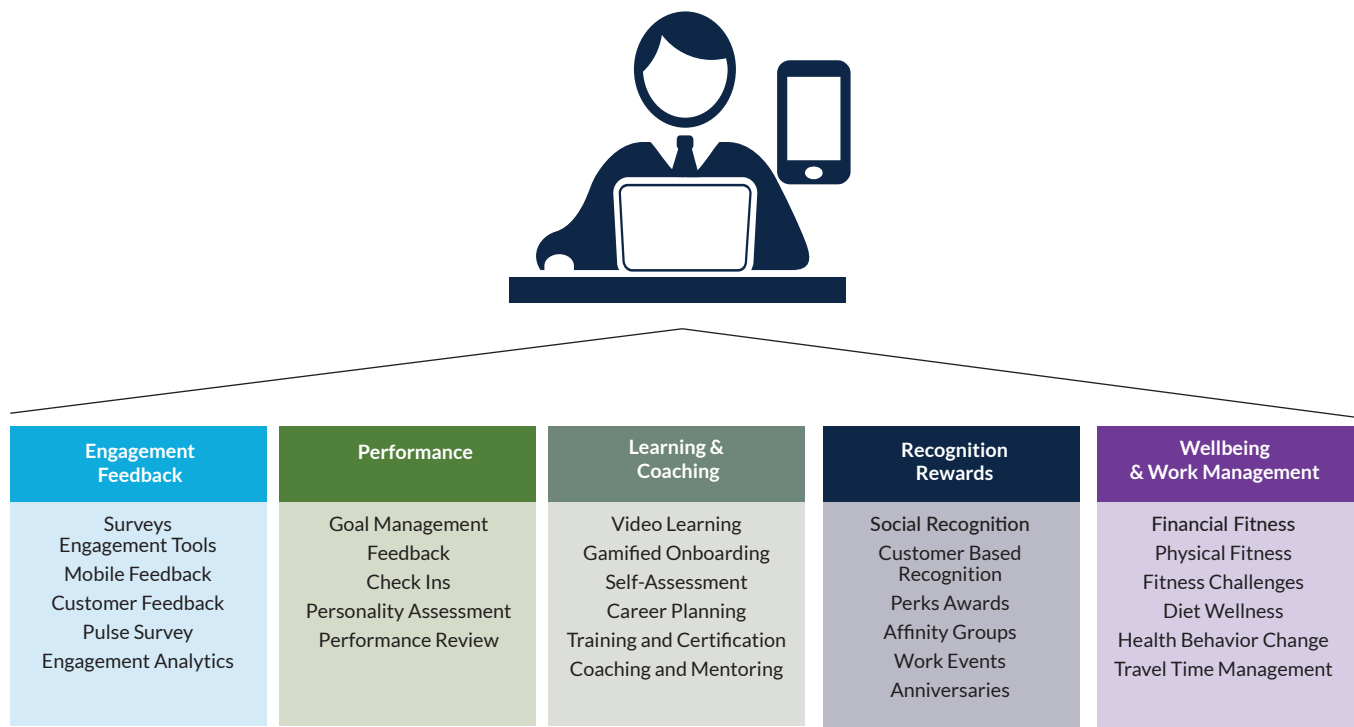 Engagement
Feedback
Surveys
Engagement Tools
Mobile Feedback
Customer Feedback
Pulse Survey
Engagement Analytics
Performance
Goal Management
Feedback
Check Ins
Personality Assessment
Performance Review
Learning &
Coaching
Video Learning
Gamified Onboarding
Self-Assessment
Career Planning
Training and Certification
Coaching and Mentoring
Recognition
Rewards
Social Recognition
Customer Based
Recognition
Perks Awards
Affinity Groups
Work Events
Anniversaries
Wellbeing
& Work Management
Financial Fitness
Physical Fitness
Fitness Challenges
Diet Wellness
Health Behavior Change
Travel Time Management